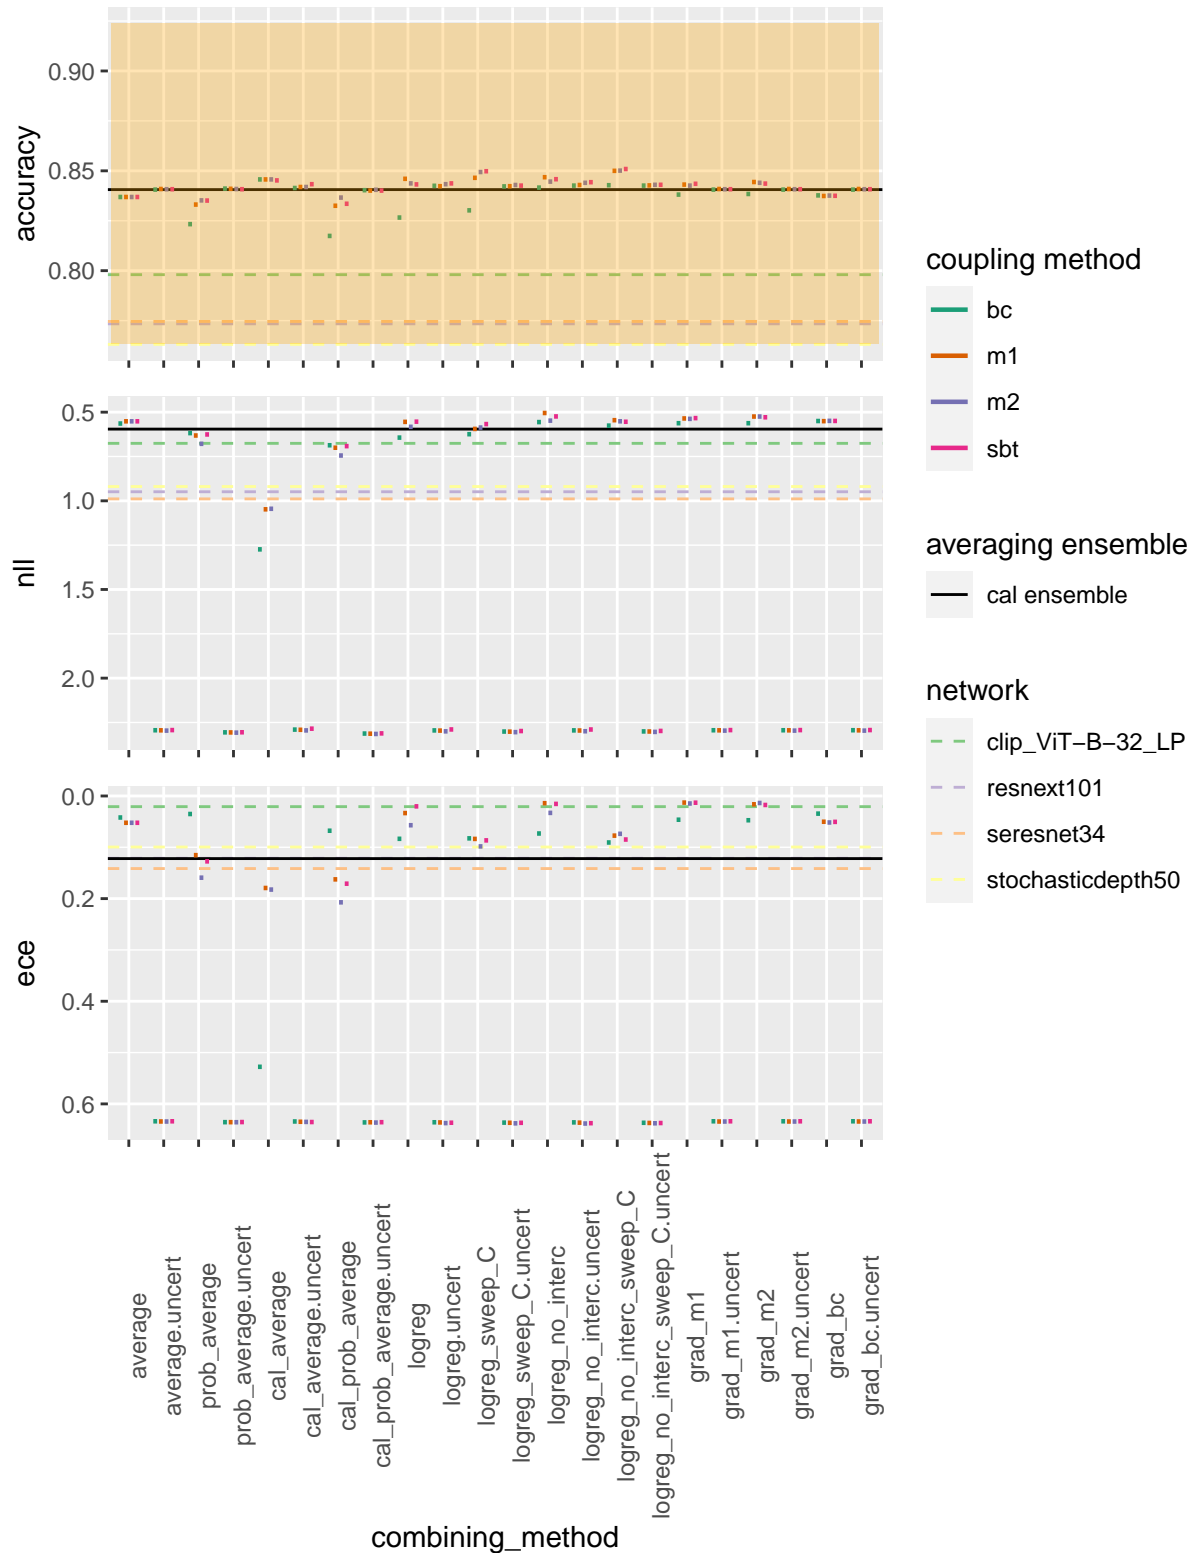 accuracy
0.90
0.85
0.80
nll
0.5
1.0
1.5
2.0
ece
0.0
0.2
0.4
0.6
average
average.uncert
prob_average
prob_average.uncert
cal_average
cal_average.uncert
cal_prob_average
cal_prob_average.uncert
logreg
logreg.uncert
logreg_sweep_C
logreg_sweep_C.uncert
logreg_no_interc
logreg_no_interc.uncert
logreg_no_interc_sweep_C
logreg_no_interc_sweep_C.uncert
grad_m1
grad_m1.uncert
grad_m2
grad_m2.uncert
grad_bc
grad_bc.uncert
combining_method
coupling method
bc
m1
m2
sbt
averaging ensemble
cal ensemble
network
clip_ViT−B−32_LP
resnext101
seresnet34
stochasticdepth50